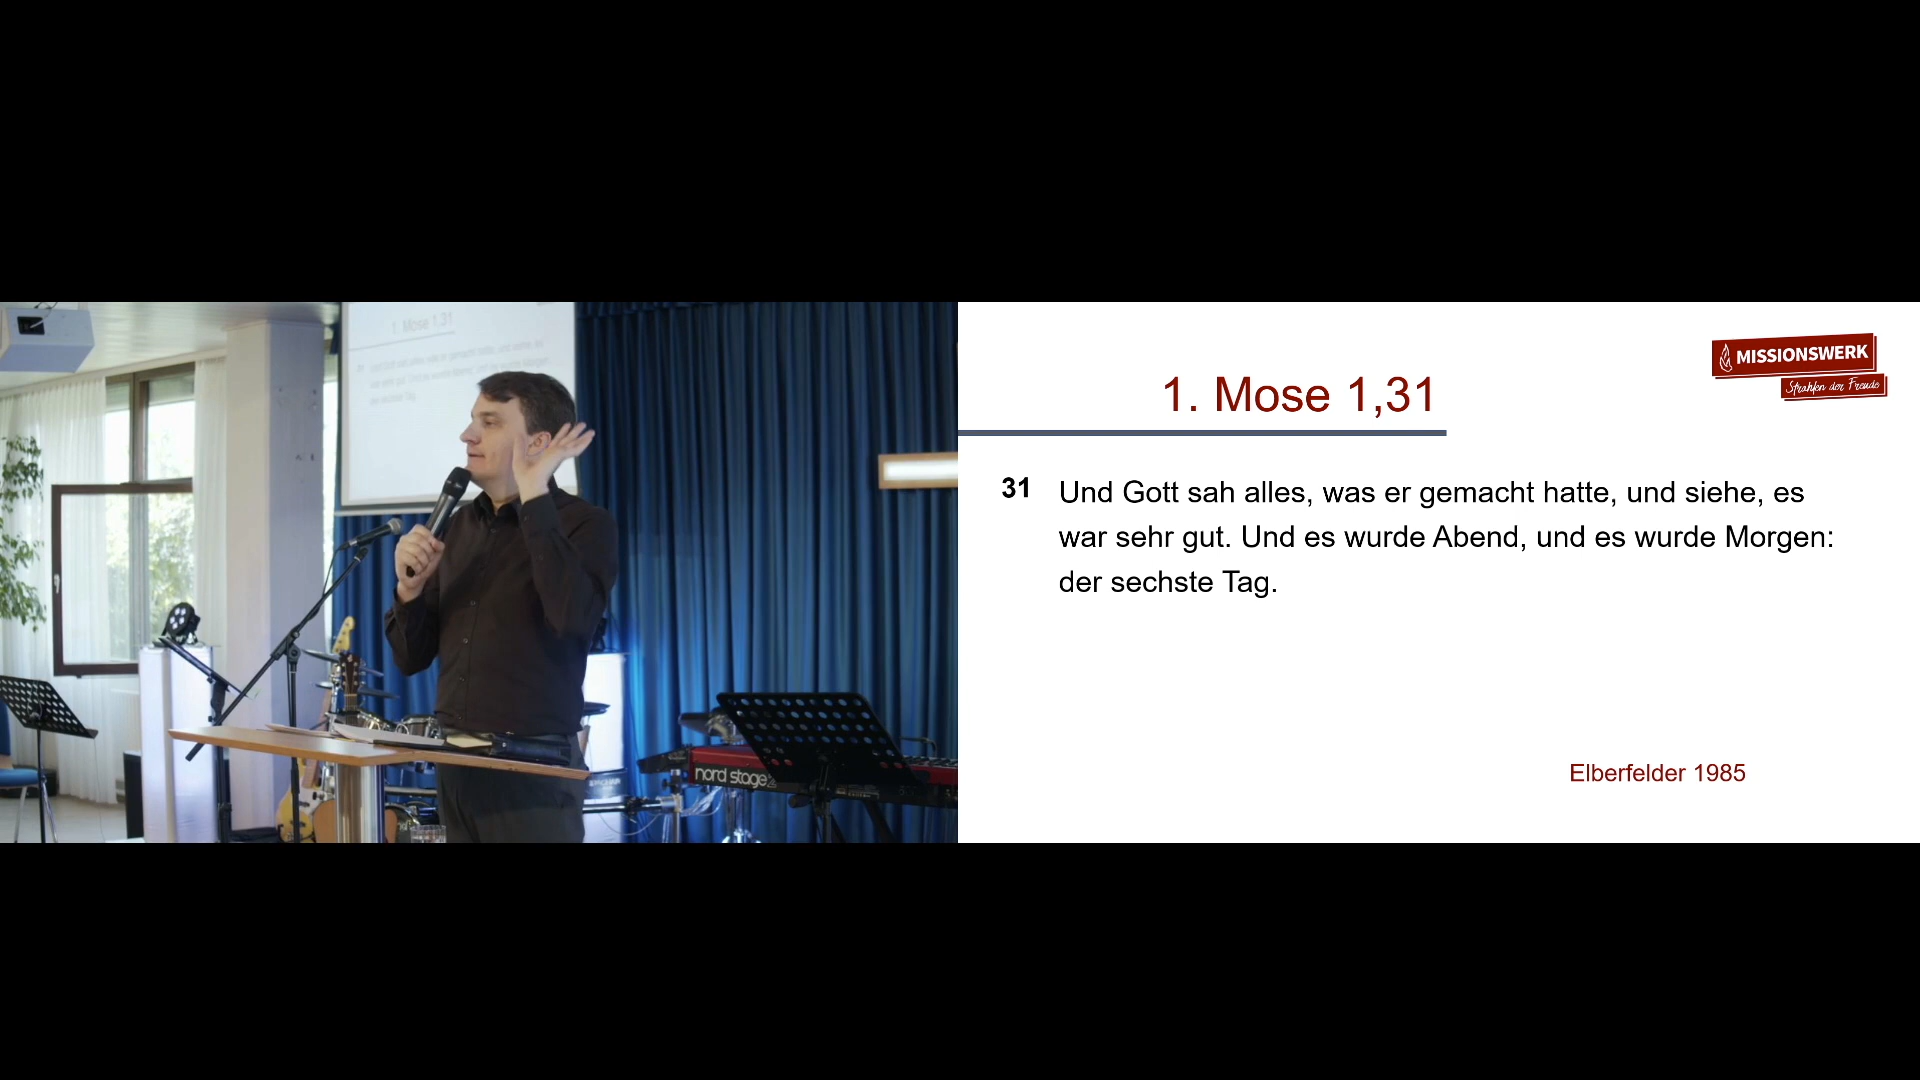 1. Mose 1,31
nord stage 2
MISSIONSWERK
Strahlen der Freude
1. Mose 1,31
31 Und Gott sah alles, was er gemacht hatte, und siehe, es
war sehr gut. Und es wurde Abend, und es wurde Morgen:
der sechste Tag.
Elberfelder 1985